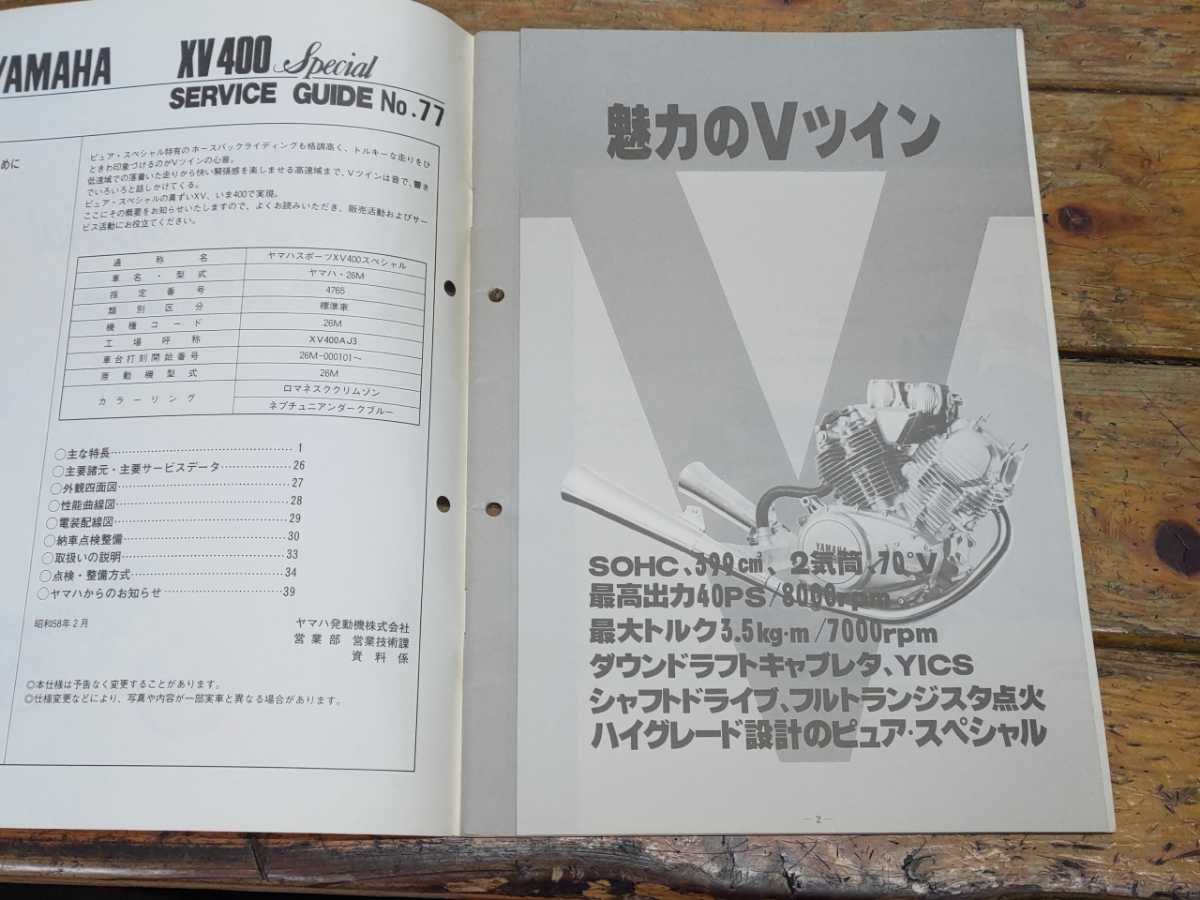 YAMAHA XV400 Special
SERVICE GUIDE No.77
めに
ピュア・スペシャル特有のホースバックライディングも格調高く、トルキーな走りをひ
ときわ印象づけるのがVツインの心音。
低速域での落着いた走りから快い緊張感を楽しませる高速域まで、Vツインは音で、響き
でいろいろと話しかけてくる。
ピュア・スペシャルの真ずいXV、いま400で実現。
ここにその概要をお知らせいたしますので、よくお読みいただき、販売活動およびサー
ビス活動にお役立てください。
通称名 ヤマハスポーツXV400スペシャル
車名・型式 ヤマハ・26M
指定番号 4765
類別区分 標準車
機種コード 26M
工場呼称 XV400AJ3
車台打刻開始番号 26M-000101〜
原動機型式 26M
カラーリング ロマネスククリムゾン
ネプチュニアンダークブルー
○主な特長 1
○主要諸元・主要サービスデータ 26
○外観四面図 27
○性能曲線図 28
○電装配線図 29
○納車点検整備 30
○取扱いの説明 33
○点検・整備方式 34
○ヤマハからのお知らせ 39
昭和58年2月
ヤマハ発動機株式会社
営業部 営業技術課
資料係
◎本仕様は予告なく変更することがあります。
◎仕様変更などにより、写真や内容が一部実車と異なる場合があります。
魅力のVツイン
YAMAHA
SOHC、399cm³、2気筒、70°V
最高出力40PS/8000rpm
最大トルク3.5kg·m/7000rpm
ダウンドラフトキャブレタ、YICS
シャフトドライブ、フルトランジスタ点火
ハイグレード設計のピュア・スペシャル
—2—